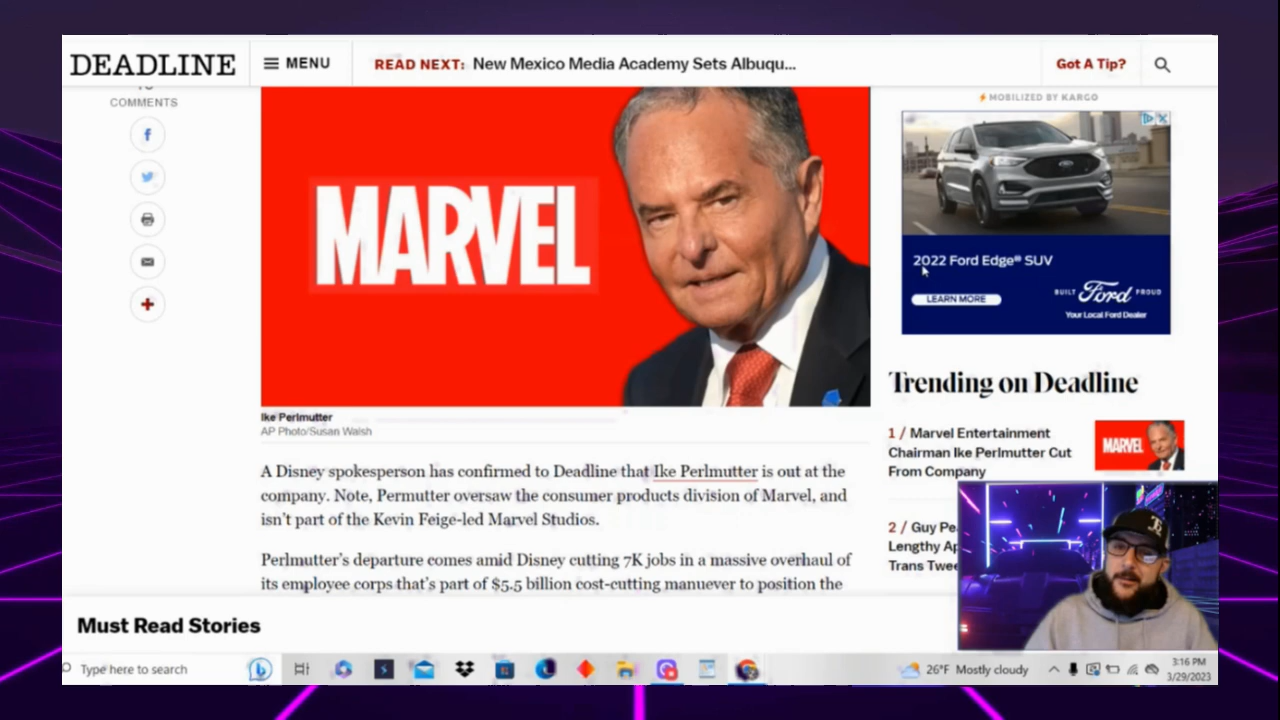 DEADLINE
MENU
READ NEXT: New Mexico Media Academy Sets Albuqu...
Got A Tip?
COMMENTS
MARVEL
Ike Perlmutter
AP Photo/Susan Walsh
A Disney spokesperson has confirmed to Deadline that Ike Perlmutter is out at the
company. Note, Permutter oversaw the consumer products division of Marvel, and
isn't part of the Kevin Feige-led Marvel Studios.
Perlmutter's departure comes amid Disney cutting 7K jobs in a massive overhaul of
its employee corps that's part of $5.5 billion cost-cutting manuever to position the
Must Read Stories
MOBILIZED BY KARGO
2022 Ford Edge® SUV
LEARN MORE
BUILT Ford PROUD
Your Local Ford Dealer
Trending on Deadline
1 / Marvel Entertainment
Chairman Ike Perlmutter Cut
From Company
MARVEL
2 / Guy Pe
Lengthy Ap
Trans Twee
Type here to search
26°F Mostly cloudy
3:16 PM
3/29/2023